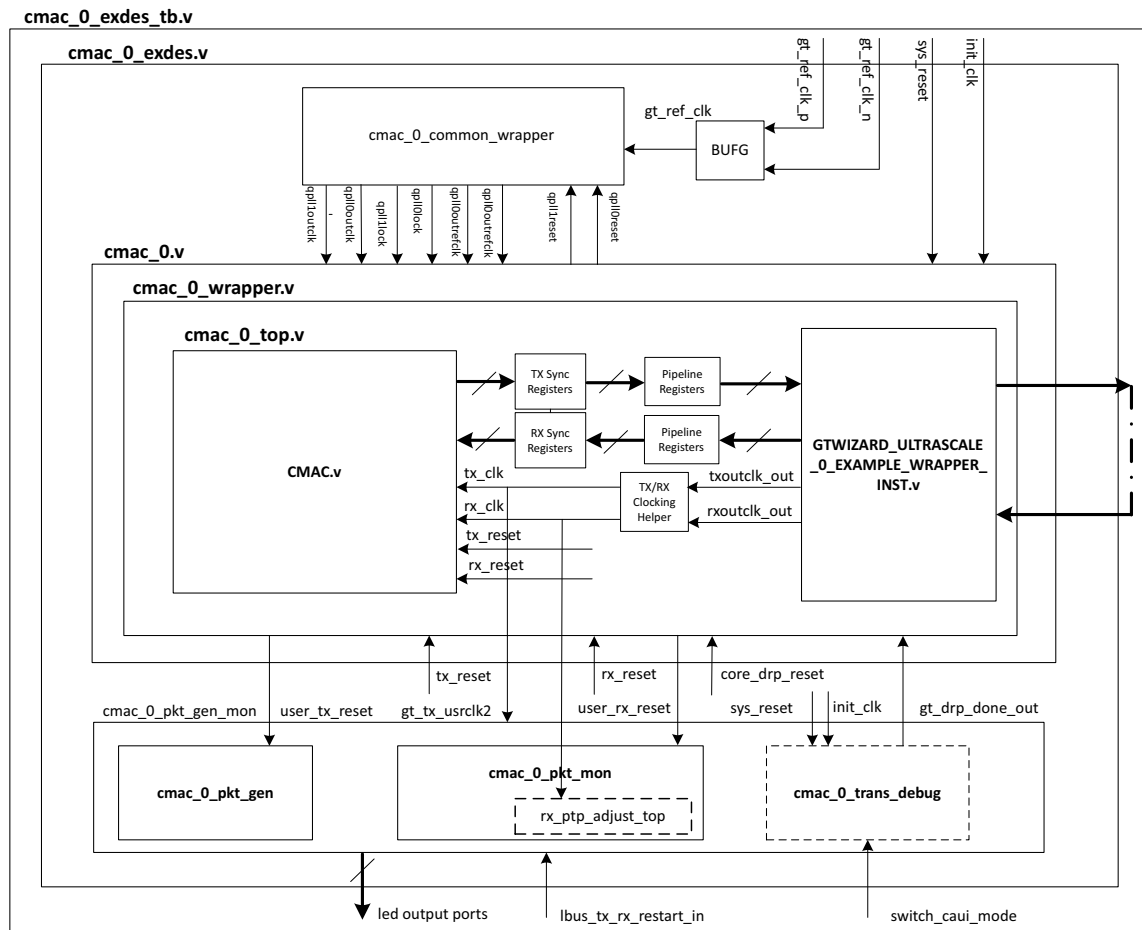 cmac_0_exdes_tb.v
cmac_0_exdes.v
gt_ref_clk_p
gt_ref_clk_n
sys_reset
init_clk
cmac_0_common_wrapper
gt_ref_clk
BUFG
qpll1outclk
-
qpll0outclk
qpll1lock
qpll0lock
qpll0outrefclk
qpll0outrefclk
qpll1reset
qpll0reset
cmac_0.v
cmac_0_wrapper.v
cmac_0_top.v
CMAC.v
TX Sync
Registers
Pipeline
Registers
RX Sync
Registers
Pipeline
Registers
GTWIZARD_ULTRASCALE
_0_EXAMPLE_WRAPPER_
INST.v
tx_clk
rx_clk
tx_reset
rx_reset
TX/RX
Clocking
Helper
txoutclk_out
rxoutclk_out
tx_reset
rx_reset
core_drp_reset
cmac_0_pkt_gen_mon
user_tx_reset
gt_tx_usrclk2
user_rx_reset
sys_reset
init_clk
gt_drp_done_out
cmac_0_pkt_gen
cmac_0_pkt_mon
rx_ptp_adjust_top
cmac_0_trans_debug
led output ports
lbus_tx_rx_restart_in
switch_caui_mode